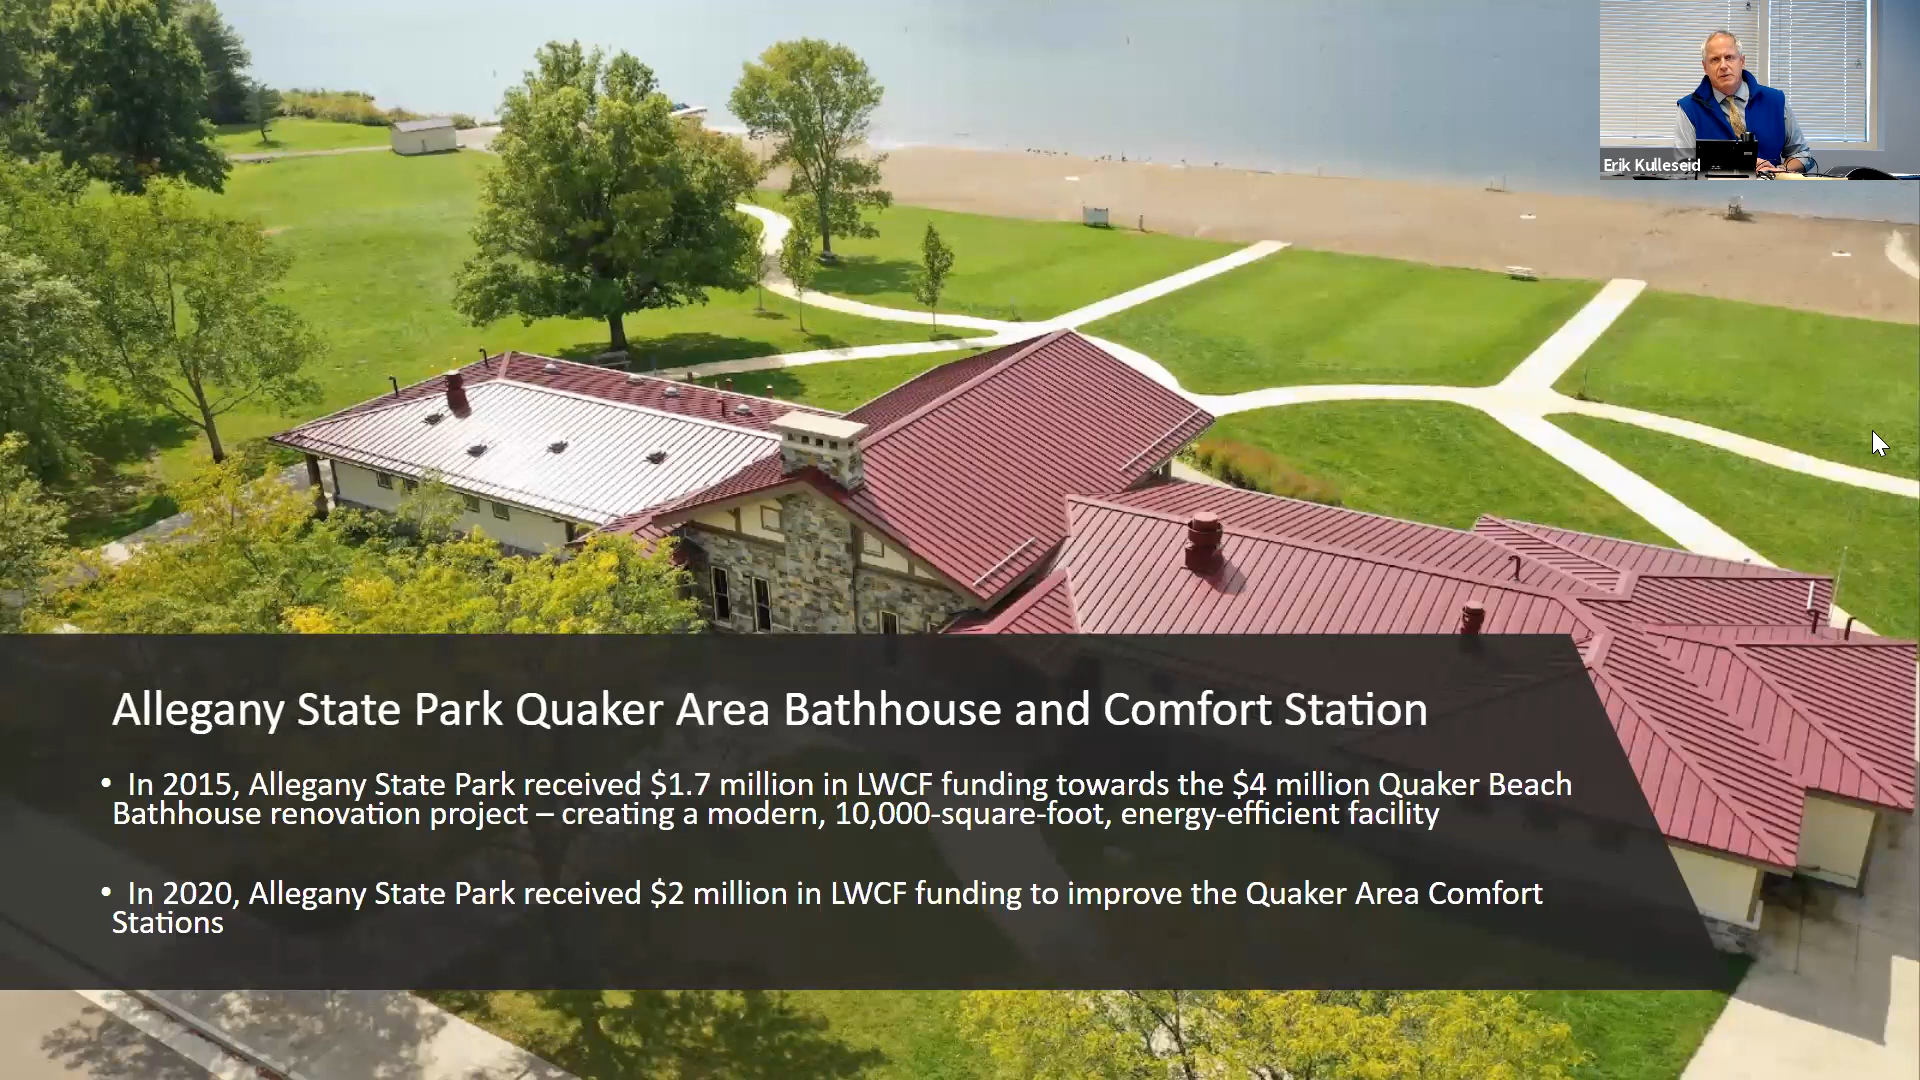 Erik Kulleseid
Allegany State Park Quaker Area Bathhouse and Comfort Station
• In 2015, Allegany State Park received $1.7 million in LWCF funding towards the $4 million Quaker Beach
Bathhouse renovation project – creating a modern, 10,000-square-foot, energy-efficient facility
• In 2020, Allegany State Park received $2 million in LWCF funding to improve the Quaker Area Comfort
Stations